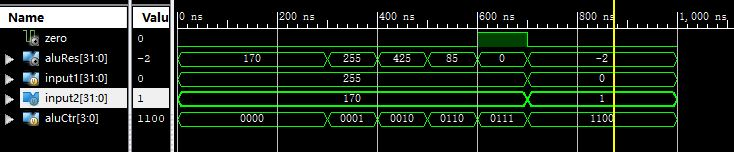 Name Valu 0 ns 200 ns 400 ns 600 ns 800 ns 1,000 ns
zero 0
aluRes[31:0] -2 170 255 425 85 0 -2
input1[31:0] 0 255 0
input2[31:0] 1 170 1
aluCtr[3:0] 1100 0000 0001 0010 0110 0111 1100